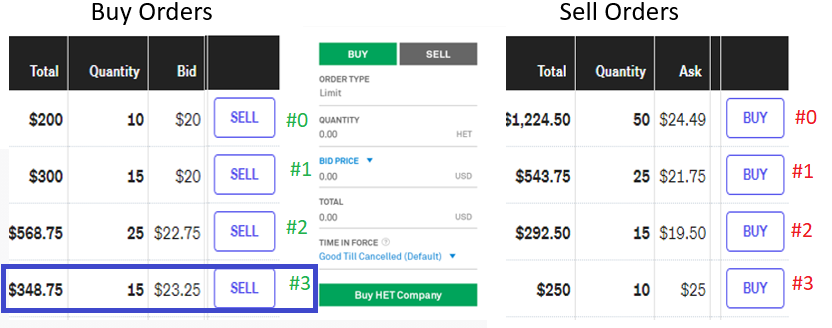 Buy Orders
Sell Orders
Total Quantity Bid
$200 10 $20 SELL #0
$300 15 $20 SELL #1
$568.75 25 $22.75 SELL #2
$348.75 15 $23.25 SELL #3
BUY SELL
ORDER TYPE
Limit
QUANTITY
0.00 HET
BID PRICE
0.00 USD
TOTAL
0.00 USD
TIME IN FORCE ?
Good Till Cancelled (Default)
Buy HET Company
Total Quantity Ask
$1,224.50 50 $24.49 BUY #0
$543.75 25 $21.75 BUY #1
$292.50 15 $19.50 BUY #2
$250 10 $25 BUY #3